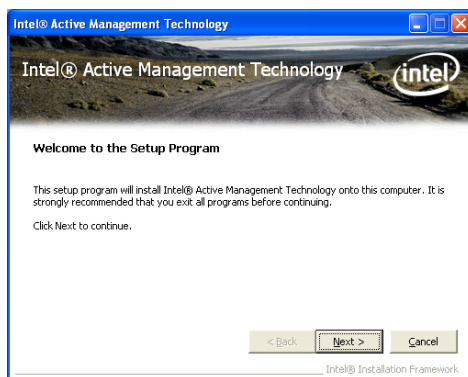 Intel® Active Management Technology
Intel® Active Management Technology
intel
Welcome to the Setup Program
This setup program will install Intel® Active Management Technology onto this computer. It is
strongly recommended that you exit all programs before continuing.
Click Next to continue.
< Back
Next >
Cancel
Intel® Installation Framework